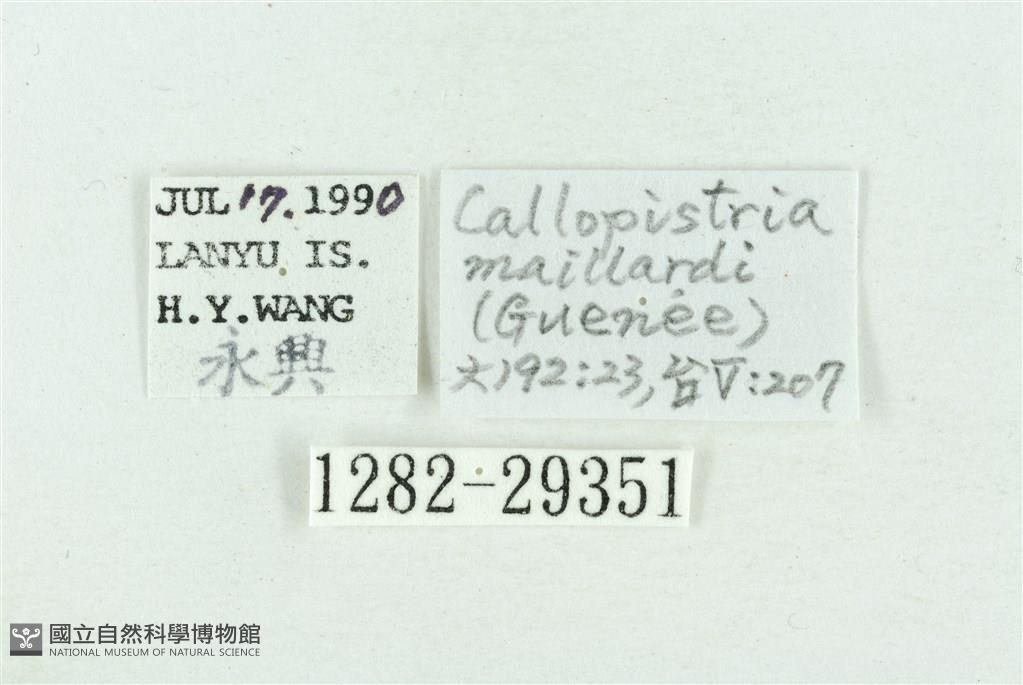 JUL 17. 1990
LANYU IS.
H.Y.WANG
永興
Callopistria
maillardi
(Guenée)
大192:23, 台V:207
1282-29351
國立自然科學博物館
NATIONAL MUSEUM OF NATURAL SCIENCE